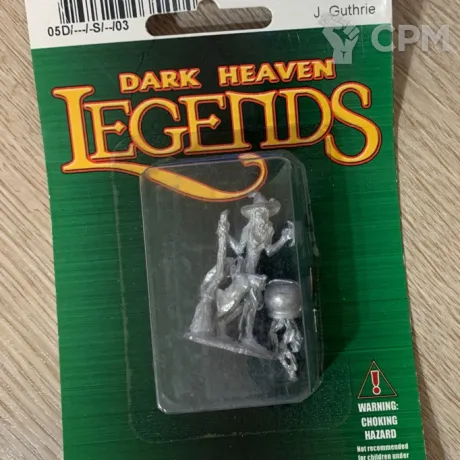 05D/---/-S/--/03
J. Guthrie
CPM
DARK HEAVEN
LEGENDS
WARNING:
CHOKING
HAZARD
Not recommended
for children under